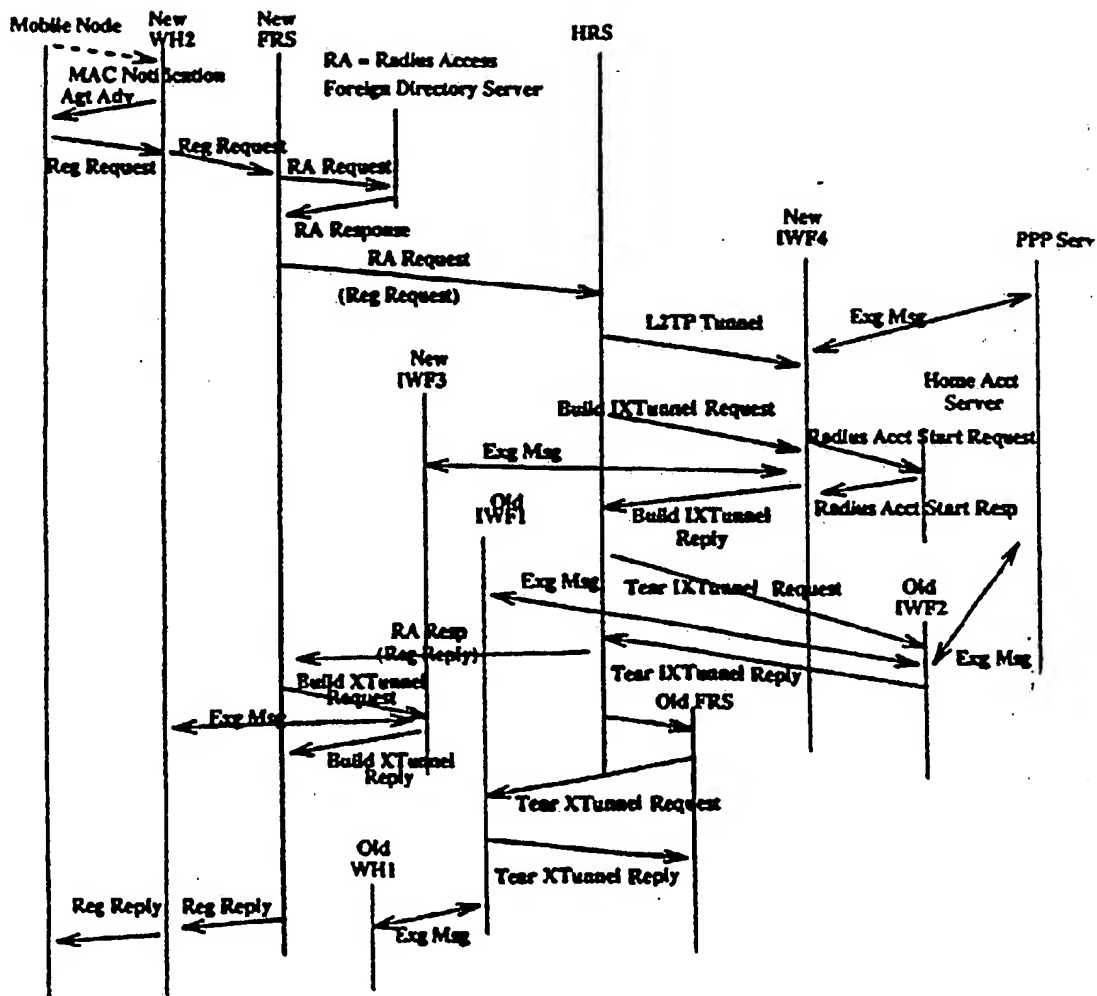 Mobile Node
New
WH2
New
FRS
HRS
RA = Radius Access
Foreign Directory Server
MAC Notification
Agt Adv
Reg Request
Reg Request
RA Request
RA Response
New
IWF4
PPP Serv
RA Request
(Reg Request)
L2TP Tunnel
Exg Msg
New
IWF3
Home Acct
Server
Build IXTunnel Request
Radius Acct Start Request
Exg Msg
Old
IWF1
Build IXTunnel
Reply
Radius Acct Start Resp
Exg Msg
Tear IXTunnel Request
Old
IWF2
RA Resp
(Reg Reply)
Exg Msg
Tear IXTunnel Reply
Build XTunnel
Request
Old FRS
Exg Msg
Build XTunnel
Reply
Tear XTunnel Request
Old
WH1
Tear XTunnel Reply
Reg Reply
Reg Reply
Exg Msg